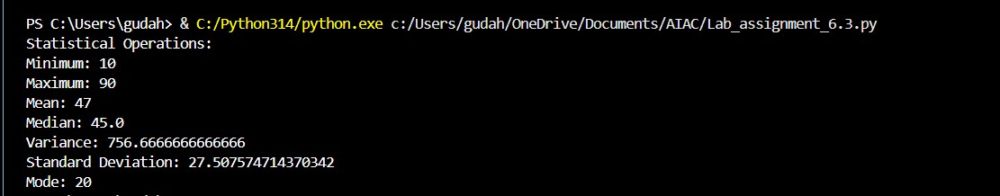 PS C:\Users\gudah> & C:/Python314/python.exe c:/Users/gudah/OneDrive/Documents/AIAC/Lab_assignment_6.3.py
Statistical Operations:
Minimum: 10
Maximum: 90
Mean: 47
Median: 45.0
Variance: 756.6666666666666
Standard Deviation: 27.507574714370342
Mode: 20